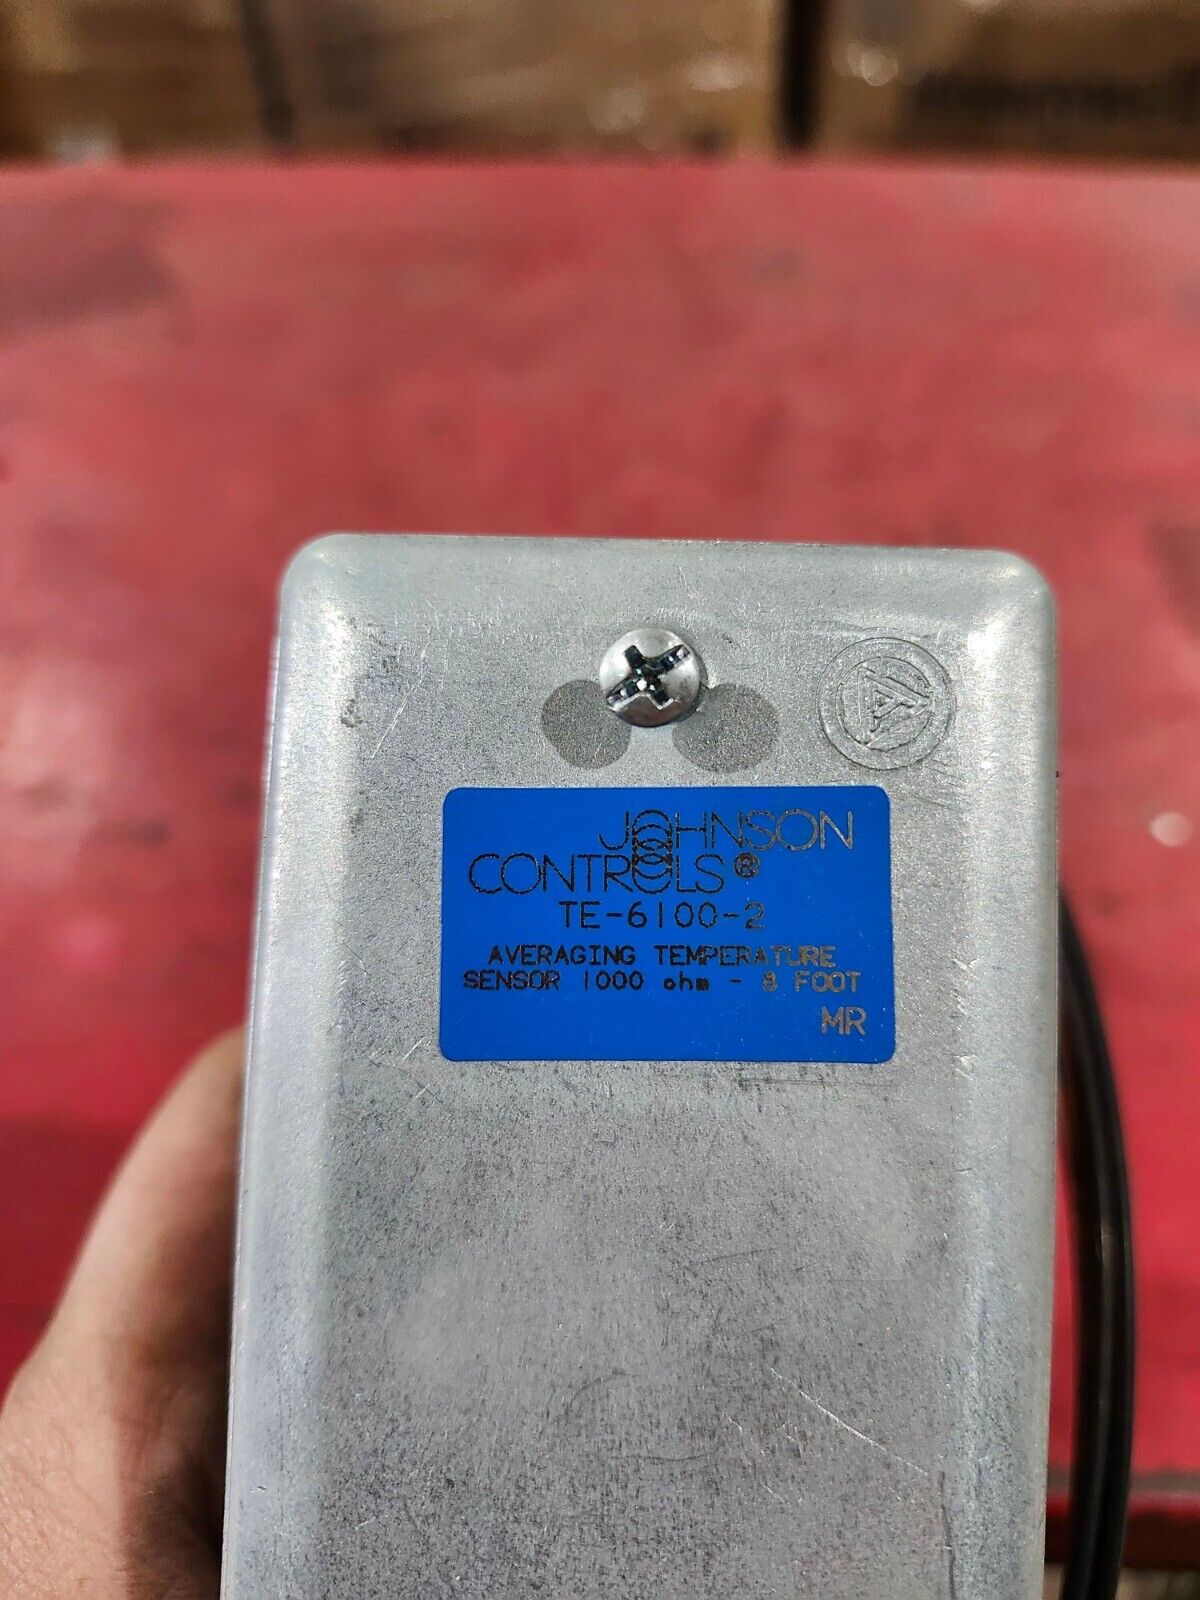 JOHNSON
CONTROLS®
TE-6100-2
AVERAGING TEMPERATURE
SENSOR 1000 ohm - 8 FOOT
MR